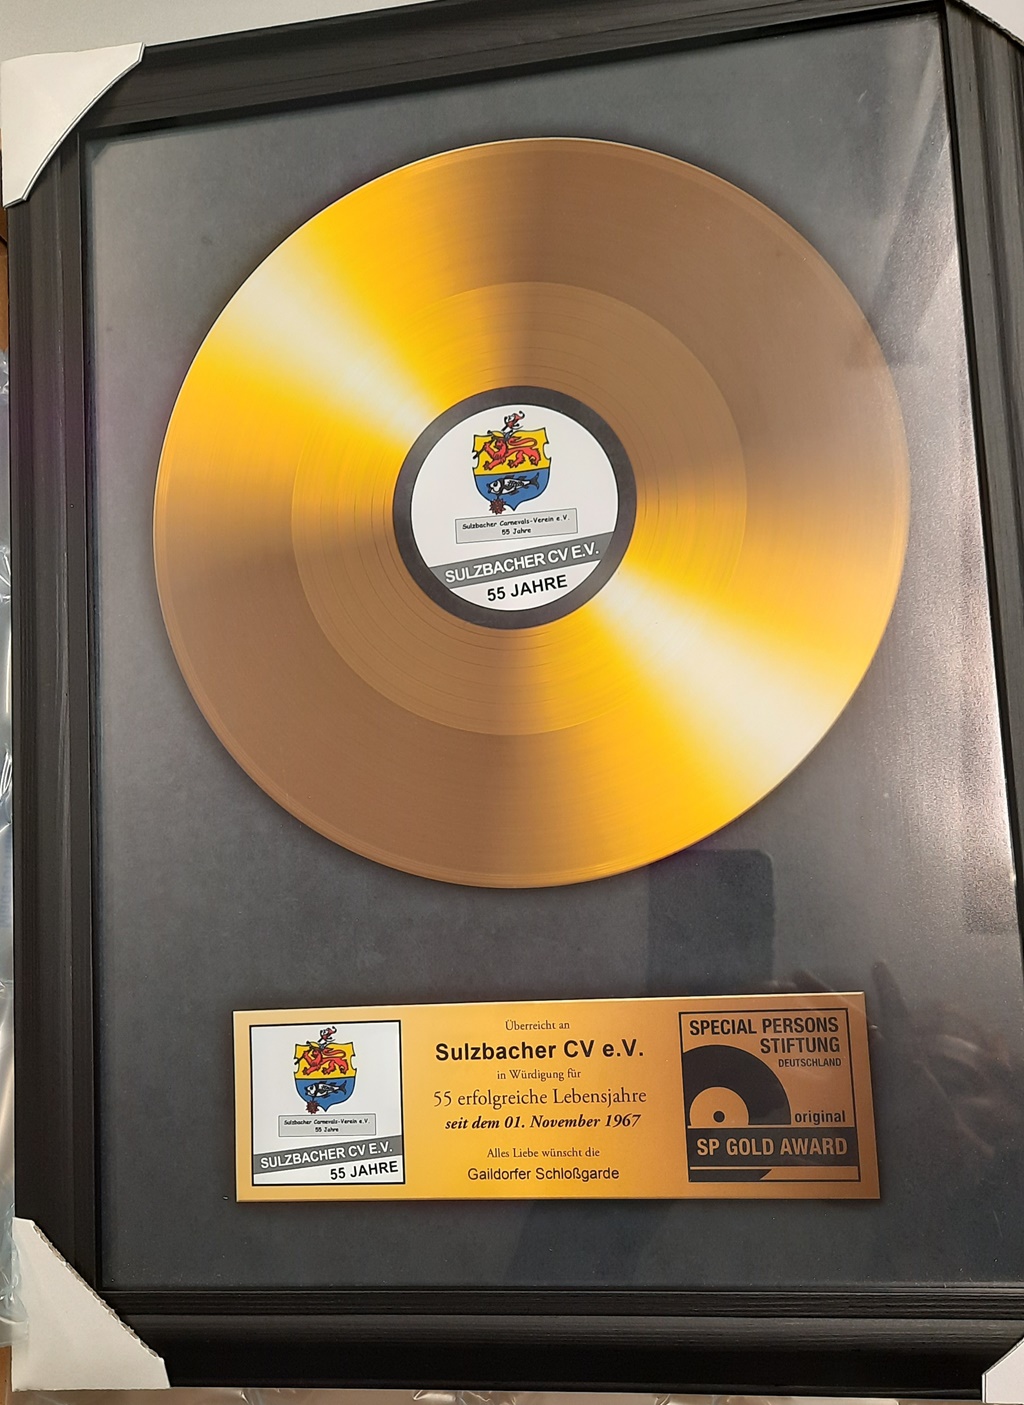 Sulzbacher Carnevals-Verein e.V.
55 Jahre
SULZBACHER CV E.V.
55 JAHRE
Sulzbacher Carnevals-Verein e.V.
55 Jahre
SULZBACHER CV E.V.
55 JAHRE
Überreicht an
Sulzbacher CV e.V.
in Würdigung für
55 erfolgreiche Lebensjahre
seit dem 01. November 1967
Alles Liebe wünscht die
Gaildorfer Schloßgarde
SPECIAL PERSONS
STIFTUNG
DEUTSCHLAND
original
SP GOLD AWARD